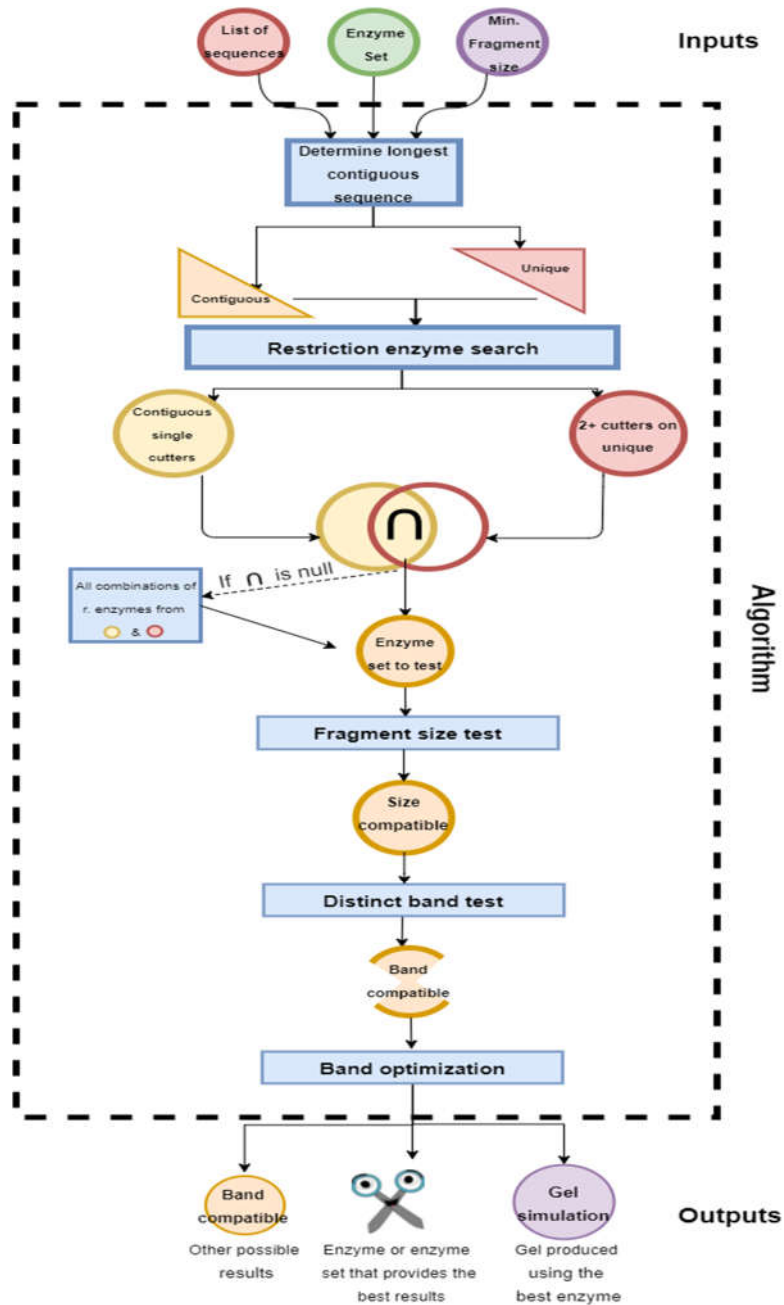 List of
sequences
Enzyme
Set
Min.
Fragment
size
Inputs
Determine longest
contiguous
sequence
Contiguous
Unique
Restriction enzyme search
Contiguous
single
cutters
2+ cutters on
unique
∩
If ∩ is null
All combinations of
r. enzymes from
&
Enzyme
set to test
Algorithm
Fragment size test
Size
compatible
Distinct band test
Band
compatible
Band optimization
Band
compatible
Gel
simulation
Outputs
Other possible
results
Enzyme or enzyme
set that provides the
best results
Gel produced
using the
best enzyme